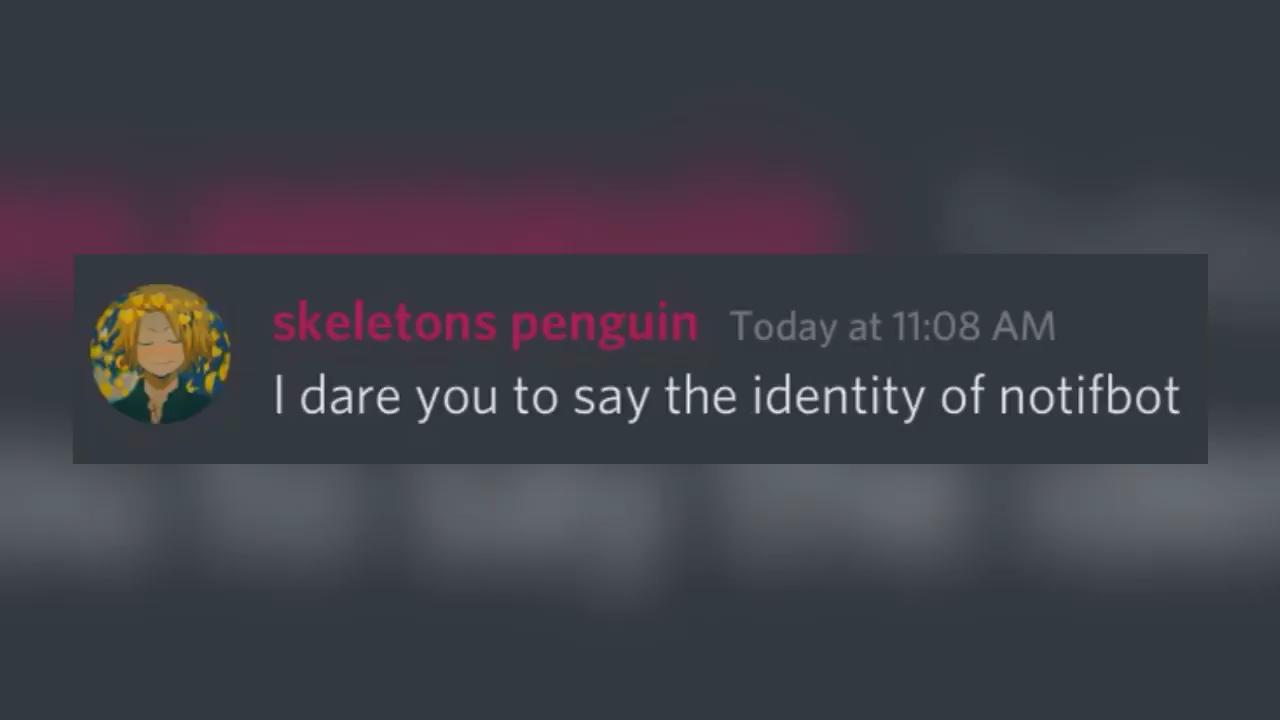 skeletons penguin Today at 11:08 AM
I dare you to say the identity of notifbot